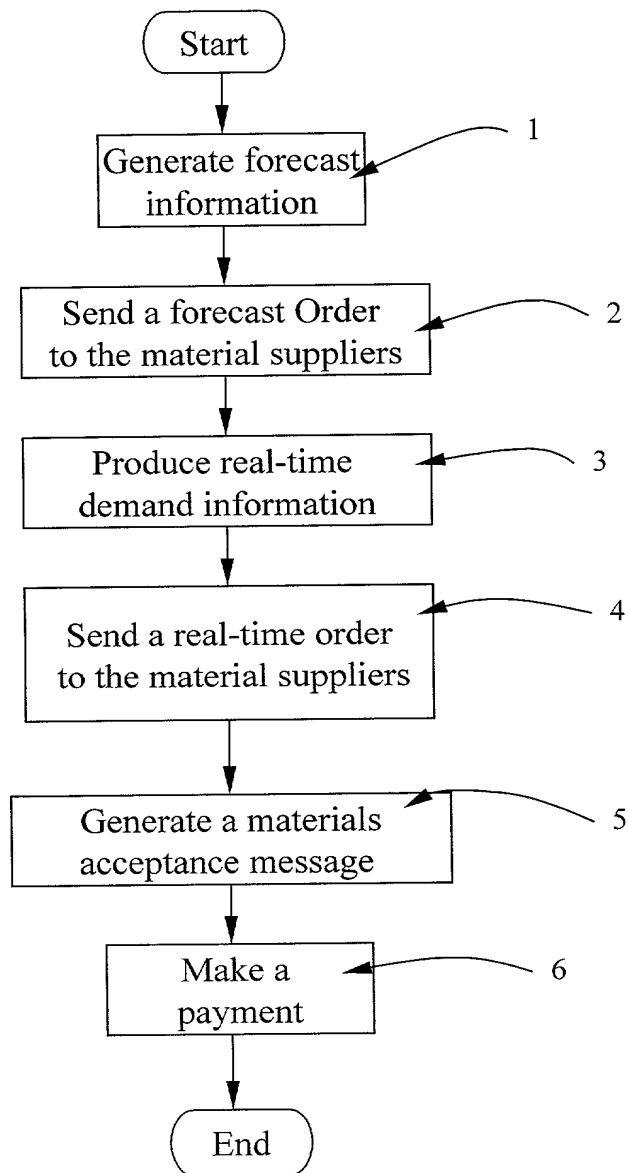 Start
1
Generate forecast
information
2
Send a forecast Order
to the material suppliers
3
Produce real-time
demand information
4
Send a real-time order
to the material suppliers
5
Generate a materials
acceptance message
6
Make a
payment
End